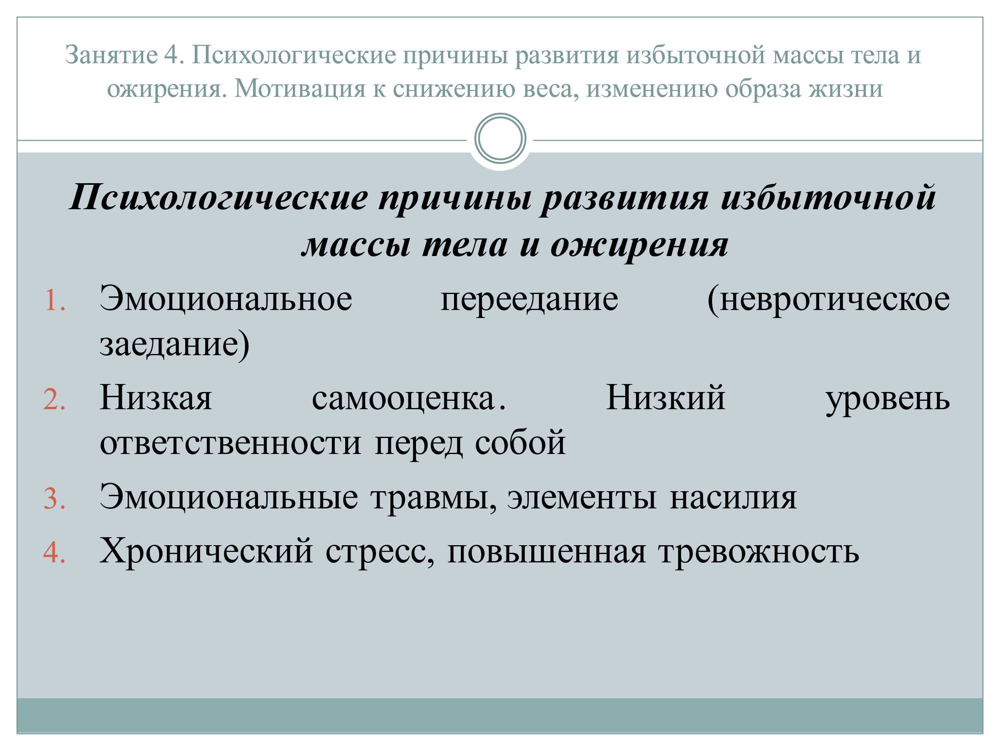 Занятие 4. Психологические причины развития избыточной массы тела и
ожирения. Мотивация к снижению веса, изменению образа жизни
Психологические причины развития избыточной
массы тела и ожирения
1. Эмоциональное переедание (невротическое
заедание)
2. Низкая самооценка. Низкий уровень
ответственности перед собой
3. Эмоциональные травмы, элементы насилия
4. Хронический стресс, повышенная тревожность